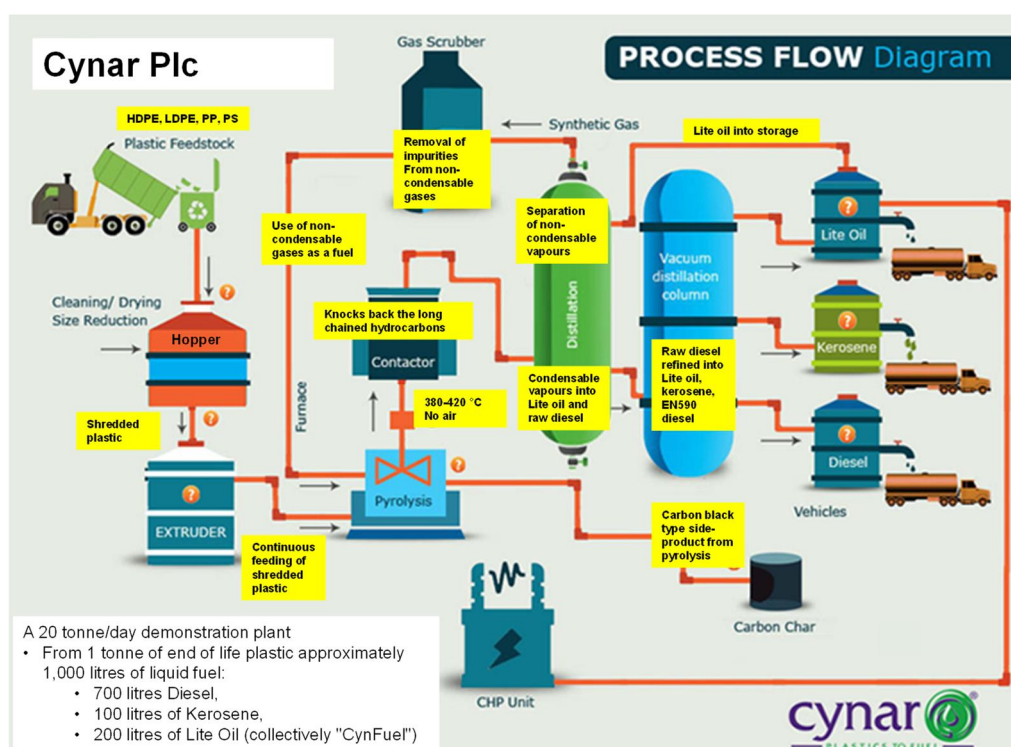 Cynar Plc
Gas Scrubber
PROCESS FLOW Diagram
HDPE, LDPE, PP, PS
Plastic Feedstock
Synthetic Gas
Lite oil into storage
Removal of
impurities
From non-
condensable
gases
Use of non-
condensable
gases as a fuel
Separation
of non-
condensable
vapours
?
Lite Oil
Vacuum
distillation
column
Cleaning/ Drying
Size Reduction
?
Hopper
Knocks back the long
chained hydrocarbons
Contactor
Distillation
?
Kerosene
Raw diesel
refined into
Lite oil,
kerosene,
EN590
diesel
Condensable
vapours into
Lite oil and
raw diesel
380-420 °C
No air
Furnace
Shredded
plastic
?
?
Diesel
Vehicles
?
Pyrolysis
?
EXTRUDER
Continuous
feeding of
shredded
plastic
Carbon black
type side-
product from
pyrolysis
Carbon Char
CHP Unit
A 20 tonne/day demonstration plant
• From 1 tonne of end of life plastic approximately
1,000 litres of liquid fuel:
• 700 litres Diesel,
• 100 litres of Kerosene,
• 200 litres of Lite Oil (collectively "CynFuel")
cynar
PLASTICS TO FUEL